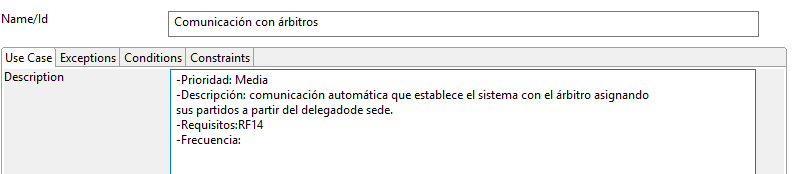 Name/Id
Comunicación con árbitros
Use Case Exceptions Conditions Constraints
Description
-Prioridad: Media
-Descripción: comunicación automática que establece el sistema con el árbitro asignando
sus partidos a partir del delegadode sede.
-Requisitos:RF14
-Frecuencia: